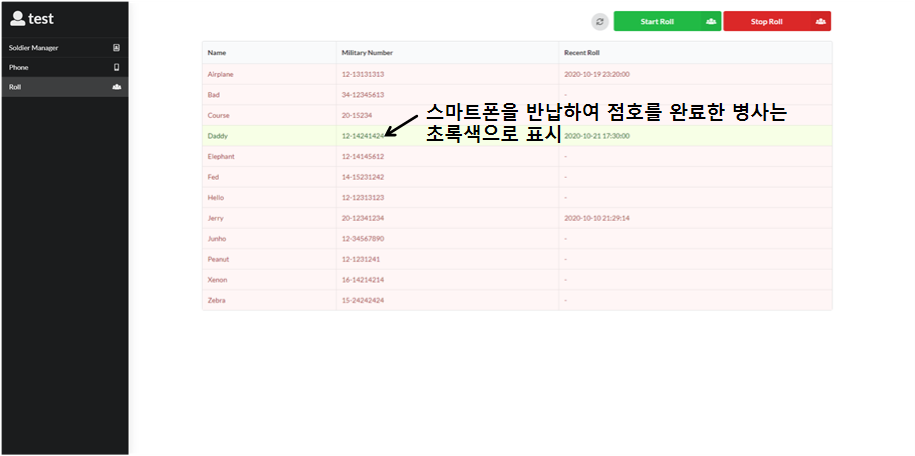 test
Start Roll
Stop Roll
Soldier Manager
Phone
Roll
Name Military Number Recent Roll
Airplane 12-13131313 2020-10-19 23:20:00
Bad 34-12345613 -
Course 20-15234
Daddy 12-14241424 2020-10-21 17:30:00
Elephant 12-14145612 -
Fed 14-15231242 -
Hello 12-12313123 -
Jerry 20-12341234 2020-10-10 21:29:14
Junho 12-34567890 -
Peanut 12-1231241 -
Xenon 16-14214214 -
Zebra 15-24242424 -
스마트폰을 반납하여 점호를 완료한 병사는
초록색으로 표시